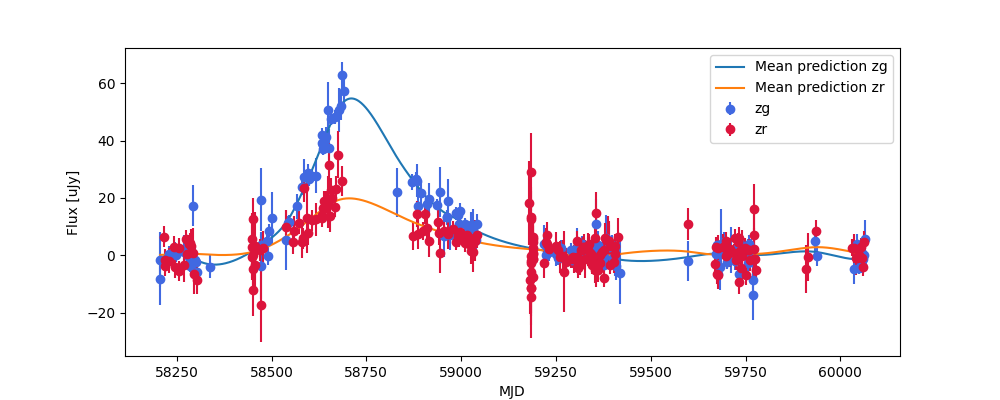 Mean prediction zg
Mean prediction zr
zg
zr
Flux [uJy]
60
40
20
0
−20
58250 58500 58750 59000 59250 59500 59750 60000
MJD